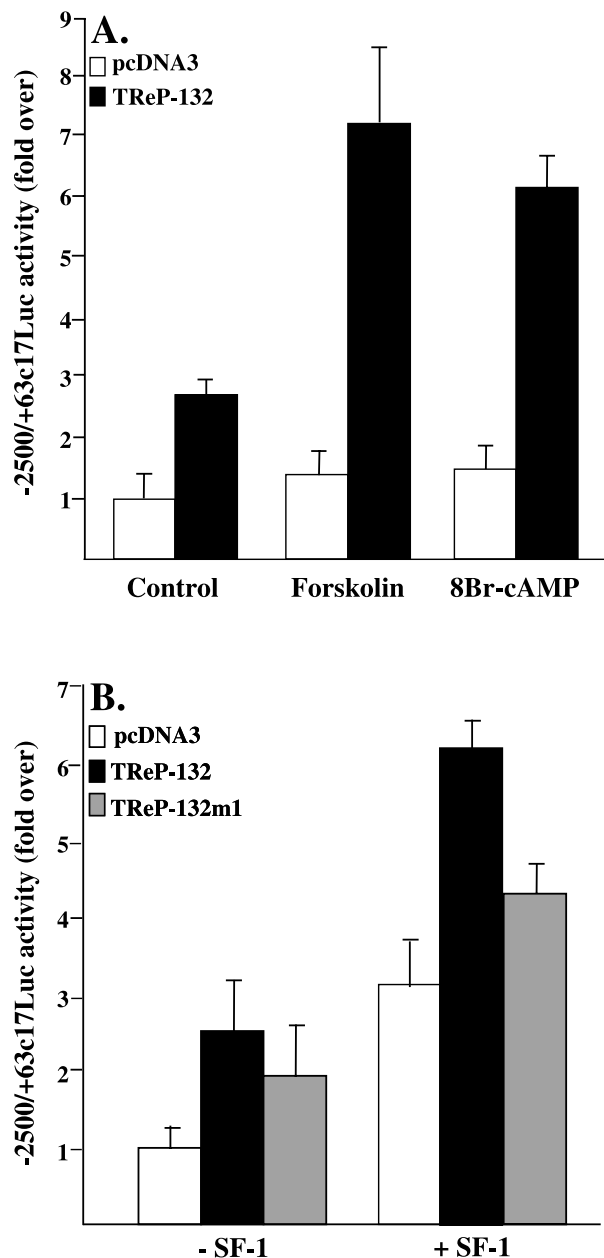 A.
pcDNA3
TReP-132
-2500/+63c17Luc activity (fold over)
9
8
7
6
5
4
3
2
1
Control Forskolin 8Br-cAMP
B.
pcDNA3
TReP-132
TReP-132m1
-2500/+63c17Luc activity (fold over)
7
6
5
4
3
2
1
- SF-1 + SF-1